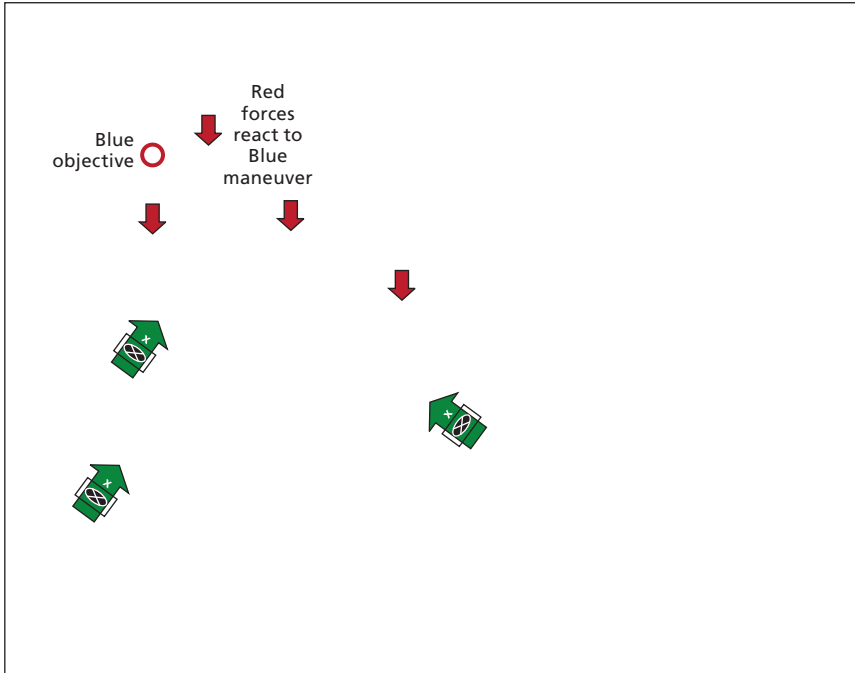 Red
forces
react to
Blue
maneuver
Blue
objective
x
x
x